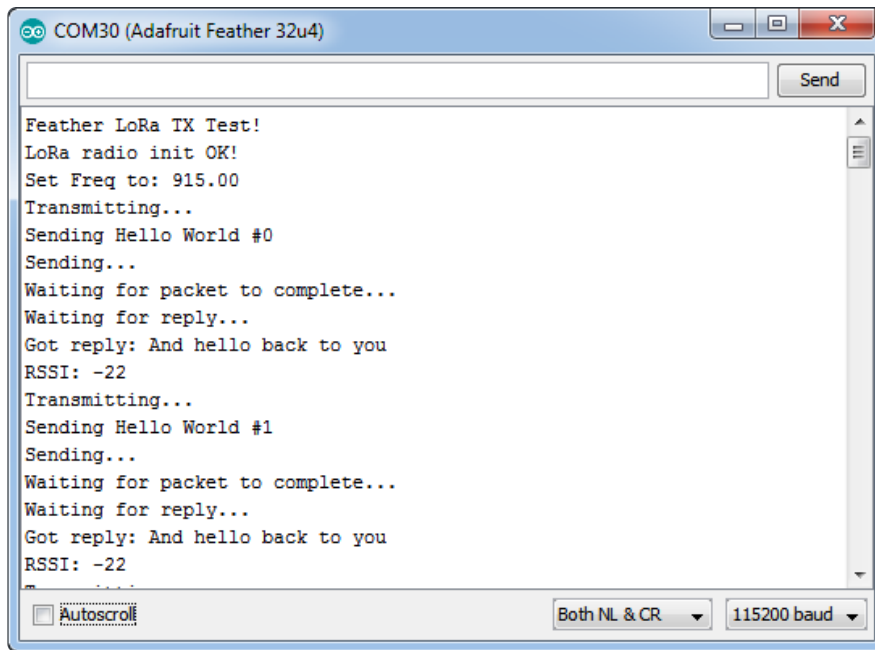 COM30 (Adafruit Feather 32u4)
Send
Feather LoRa TX Test!
LoRa radio init OK!
Set Freq to: 915.00
Transmitting...
Sending Hello World #0
Sending...
Waiting for packet to complete...
Waiting for reply...
Got reply: And hello back to you
RSSI: -22
Transmitting...
Sending Hello World #1
Sending...
Waiting for packet to complete...
Waiting for reply...
Got reply: And hello back to you
RSSI: -22
Autoscroll
Both NL & CR
115200 baud